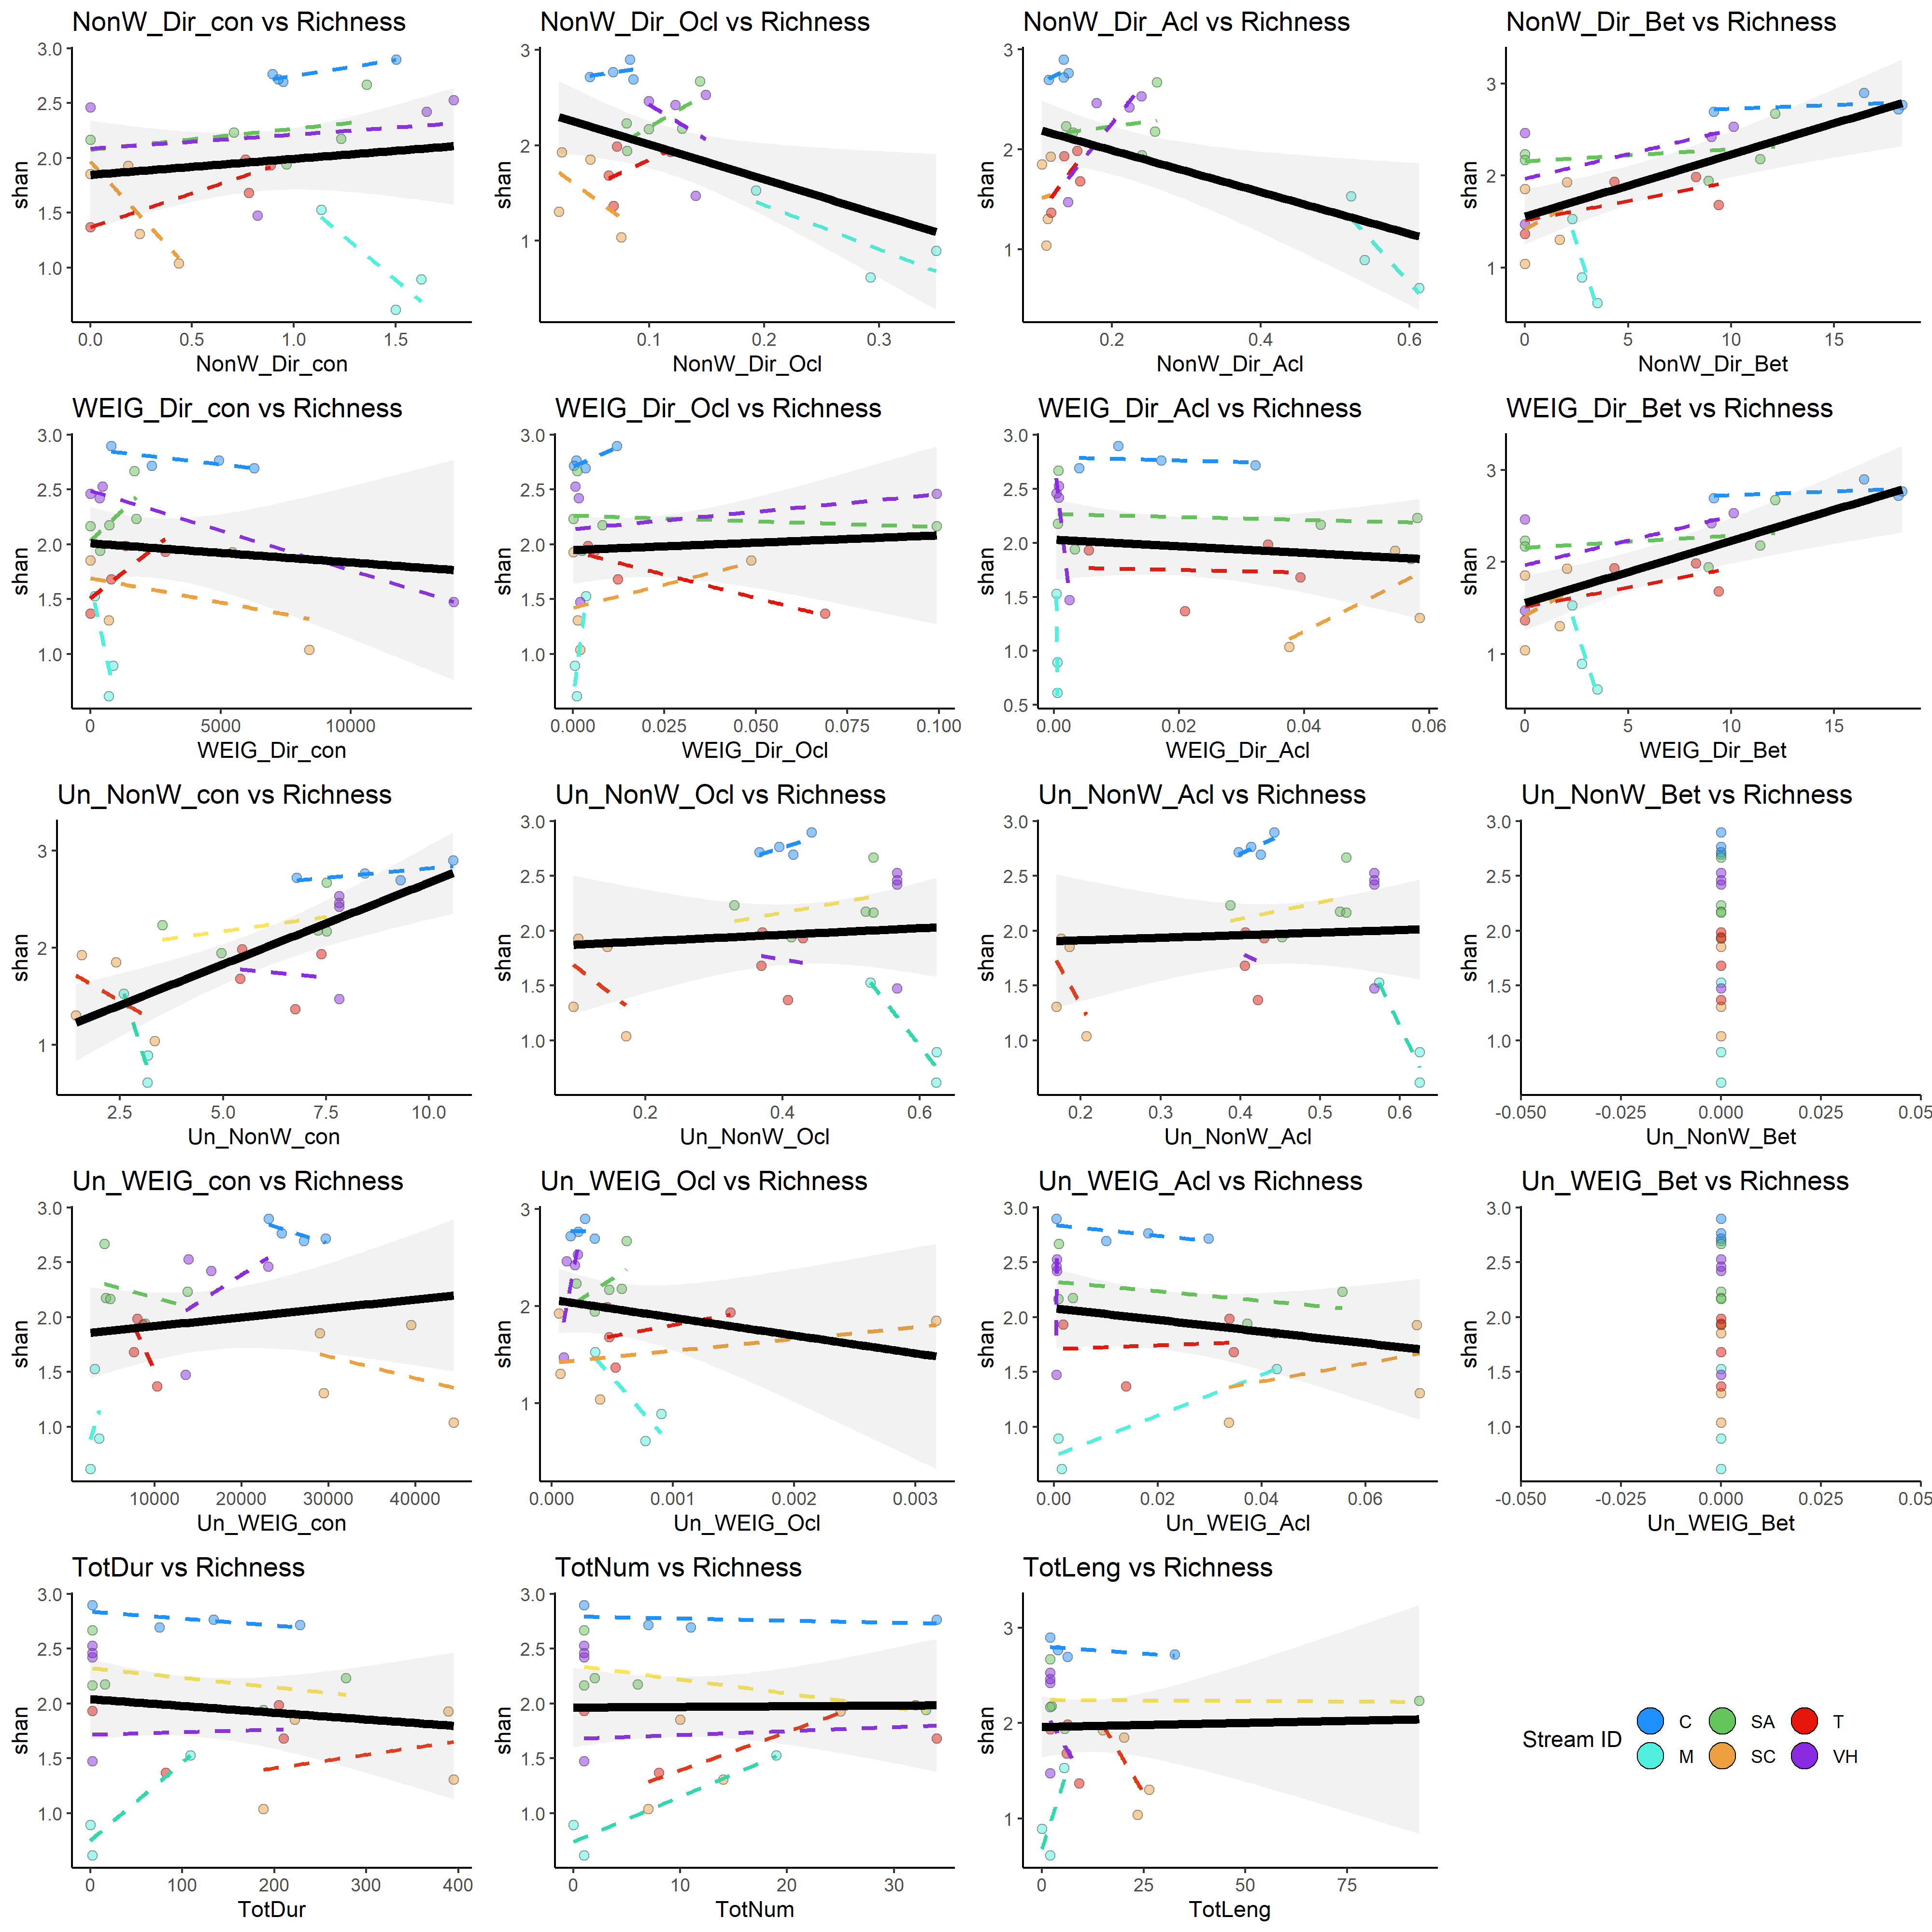 NonW_Dir_con vs Richness
3.0
2.5
2.0
1.5
1.0
shan
0.0 0.5 1.0 1.5
NonW_Dir_con
NonW_Dir_Ocl vs Richness
3
2
1
shan
0.1 0.2 0.3
NonW_Dir_Ocl
NonW_Dir_Acl vs Richness
3
2
1
shan
0.2 0.4 0.6
NonW_Dir_Acl
NonW_Dir_Bet vs Richness
3
2
1
shan
0 5 10 15
NonW_Dir_Bet
WEIG_Dir_con vs Richness
3.0
2.5
2.0
1.5
1.0
shan
0 5000 10000
WEIG_Dir_con
WEIG_Dir_Ocl vs Richness
3.0
2.5
2.0
1.5
1.0
shan
0.000 0.025 0.050 0.075 0.100
WEIG_Dir_Ocl
WEIG_Dir_Acl vs Richness
3.0
2.5
2.0
1.5
1.0
0.5
shan
0.00 0.02 0.04 0.06
WEIG_Dir_Acl
WEIG_Dir_Bet vs Richness
3
2
1
shan
0 5 10 15
WEIG_Dir_Bet
Un_NonW_con vs Richness
3
2
1
shan
2.5 5.0 7.5 10.0
Un_NonW_con
Un_NonW_Ocl vs Richness
3.0
2.5
2.0
1.5
1.0
shan
0.2 0.4 0.6
Un_NonW_Ocl
Un_NonW_Acl vs Richness
3.0
2.5
2.0
1.5
1.0
shan
0.2 0.3 0.4 0.5 0.6
Un_NonW_Acl
Un_NonW_Bet vs Richness
3.0
2.5
2.0
1.5
1.0
shan
-0.050 -0.025 0.000 0.025 0.05
Un_NonW_Bet
Un_WEIG_con vs Richness
3.0
2.5
2.0
1.5
1.0
shan
10000 20000 30000 40000
Un_WEIG_con
Un_WEIG_Ocl vs Richness
3
2
1
shan
0.000 0.001 0.002 0.003
Un_WEIG_Ocl
Un_WEIG_Acl vs Richness
3.0
2.5
2.0
1.5
1.0
shan
0.00 0.02 0.04 0.06
Un_WEIG_Acl
Un_WEIG_Bet vs Richness
3.0
2.5
2.0
1.5
1.0
shan
-0.050 -0.025 0.000 0.025 0.05
Un_WEIG_Bet
TotDur vs Richness
3.0
2.5
2.0
1.5
1.0
shan
0 100 200 300 400
TotDur
TotNum vs Richness
3.0
2.5
2.0
1.5
1.0
shan
0 10 20 30
TotNum
TotLeng vs Richness
3
2
1
shan
0 25 50 75
TotLeng
Stream ID
C SA T
M SC VH